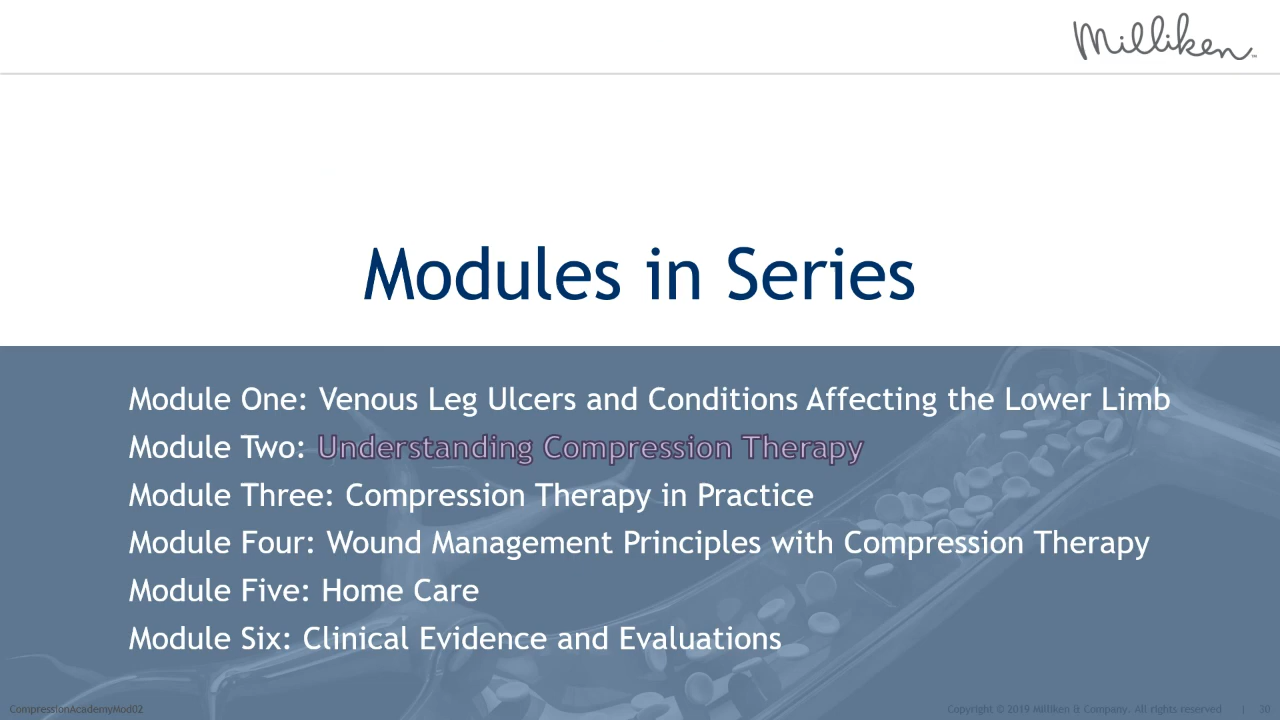 Milliken™
Modules in Series
Module One: Venous Leg Ulcers and Conditions Affecting the Lower Limb
Module Two: Understanding Compression Therapy
Module Three: Compression Therapy in Practice
Module Four: Wound Management Principles with Compression Therapy
Module Five: Home Care
Module Six: Clinical Evidence and Evaluations
CompressionAcademyMod02
Copyright © 2019 Milliken & Company. All rights reserved | 30